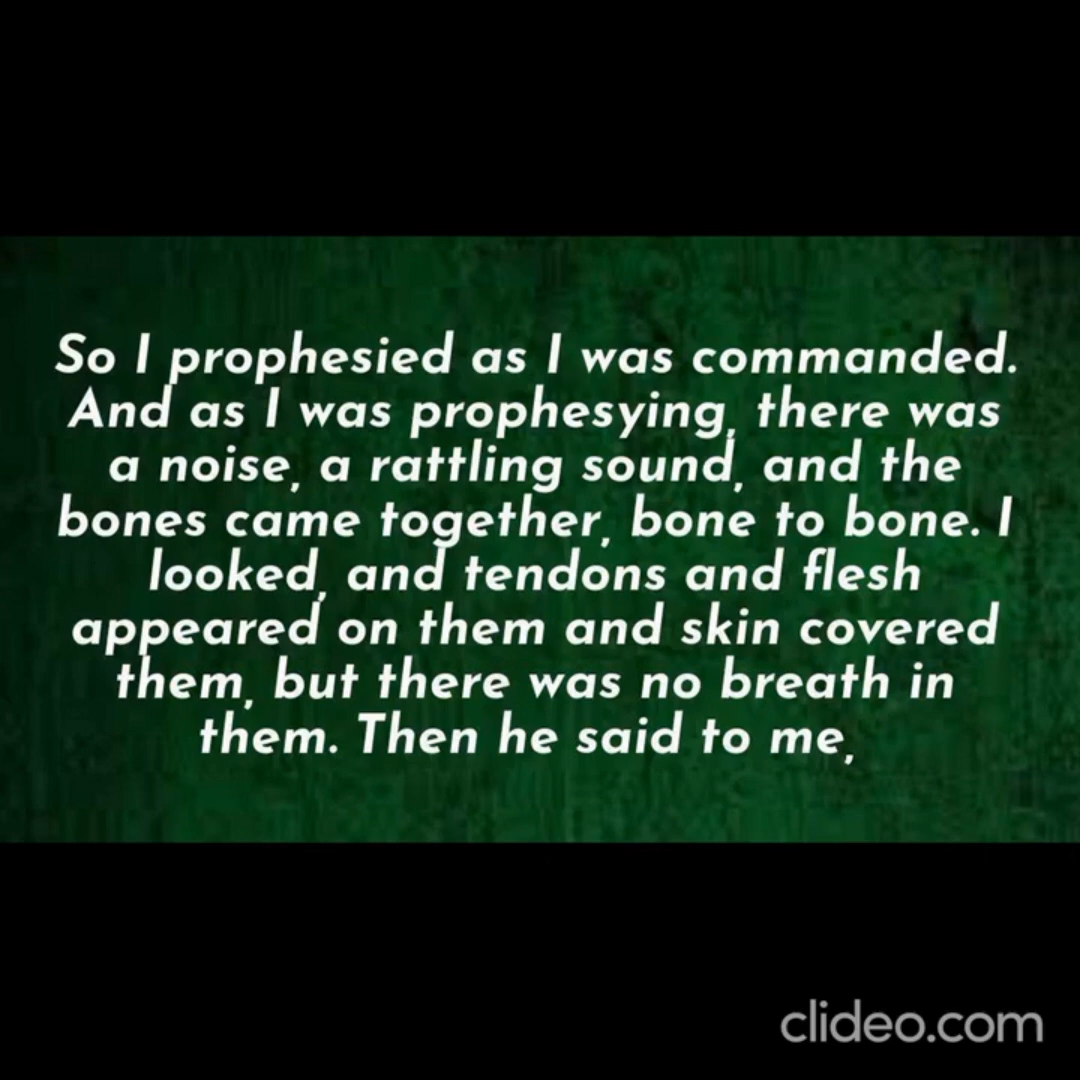 So I prophesied as I was commanded.
And as I was prophesying, there was
a noise, a rattling sound, and the
bones came together, bone to bone. I
looked, and tendons and flesh
appeared on them and skin covered
them, but there was no breath in
them. Then he said to me,
clideo.com